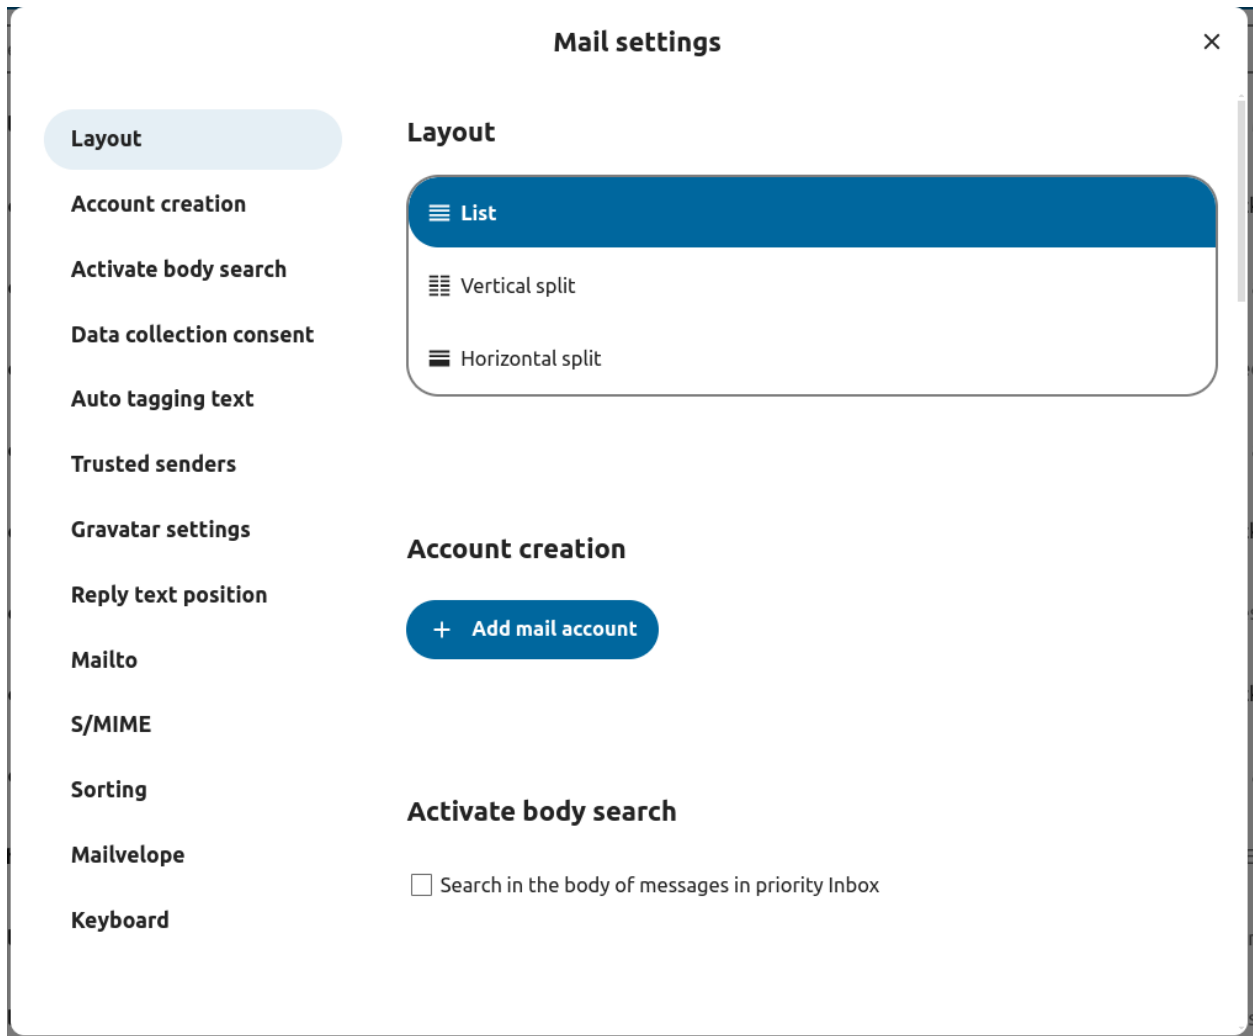 Mail settings
Layout
Account creation
Activate body search
Data collection consent
Auto tagging text
Trusted senders
Gravatar settings
Reply text position
Mailto
S/MIME
Sorting
Mailvelope
Keyboard
Layout
List
Vertical split
Horizontal split
Account creation
+ Add mail account
Activate body search
Search in the body of messages in priority Inbox